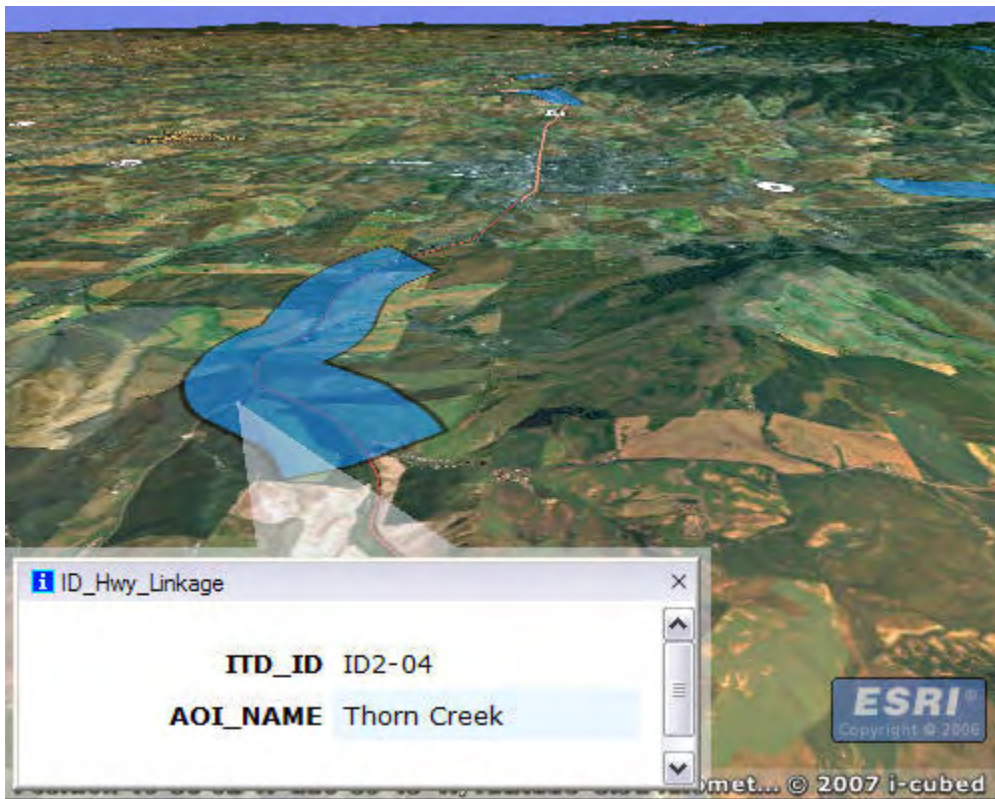 ID_Hwy_Linkage
ITD_ID ID2-04
AOI_NAME Thorn Creek
ESRI®
Copyright © 2006
© 2007 i-cubed